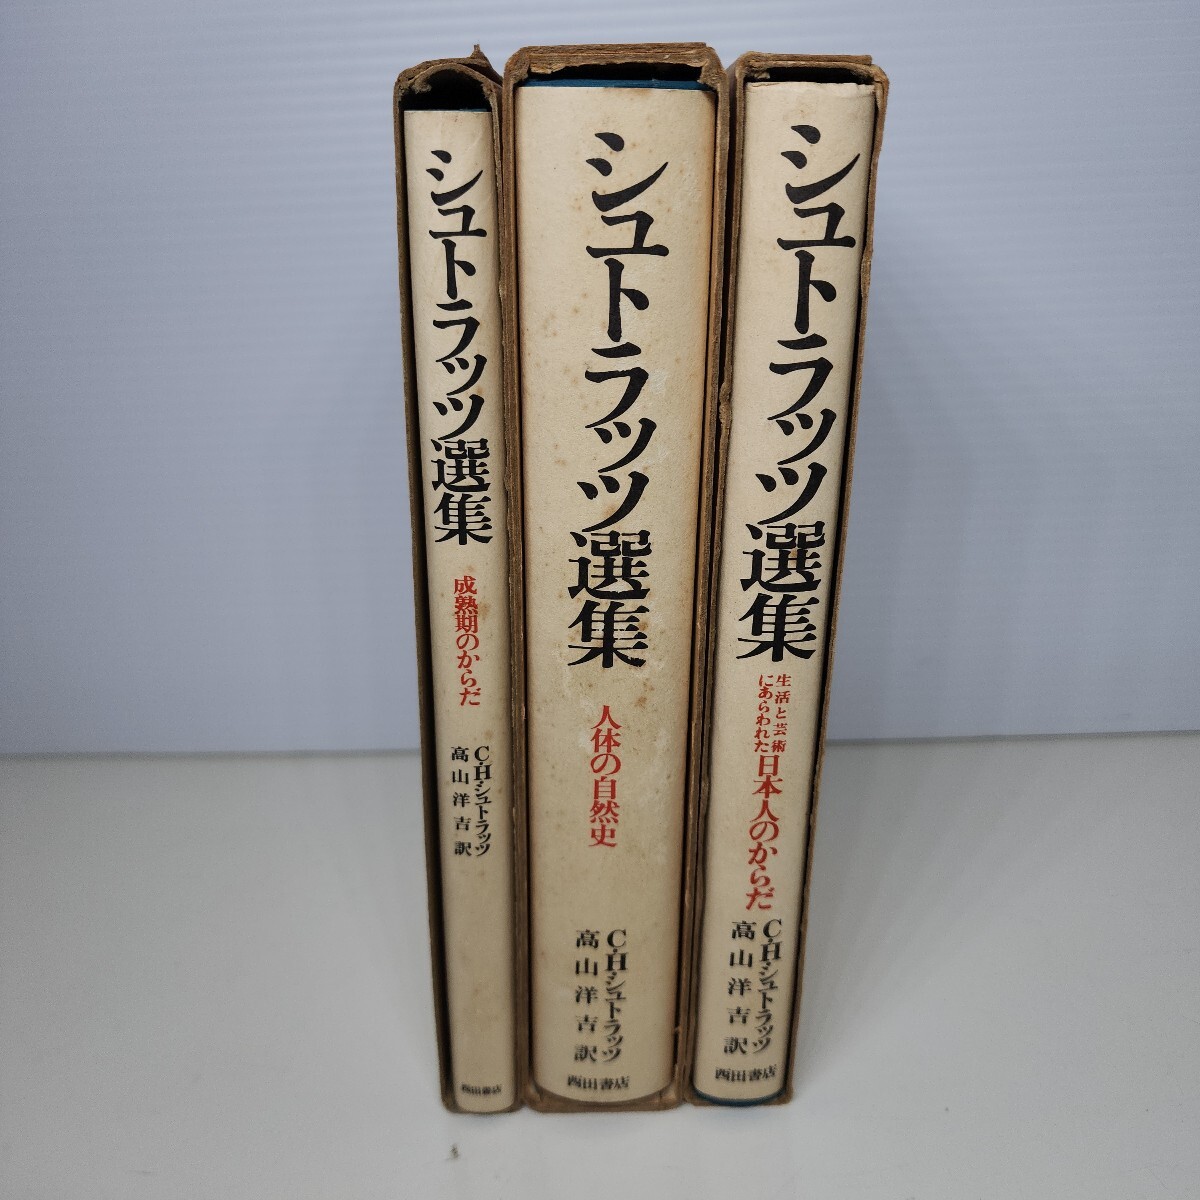 シュトラッツ選集
成熟期のからだ
C・H・シュトラッツ
高山洋吉訳
西田書店
シュトラッツ選集
人体の自然史
C・H・シュトラッツ
高山洋吉訳
西田書店
シュトラッツ選集
生活と芸術
にあらわれた
日本人のからだ
C・H・シュトラッツ
高山洋吉訳
西田書店